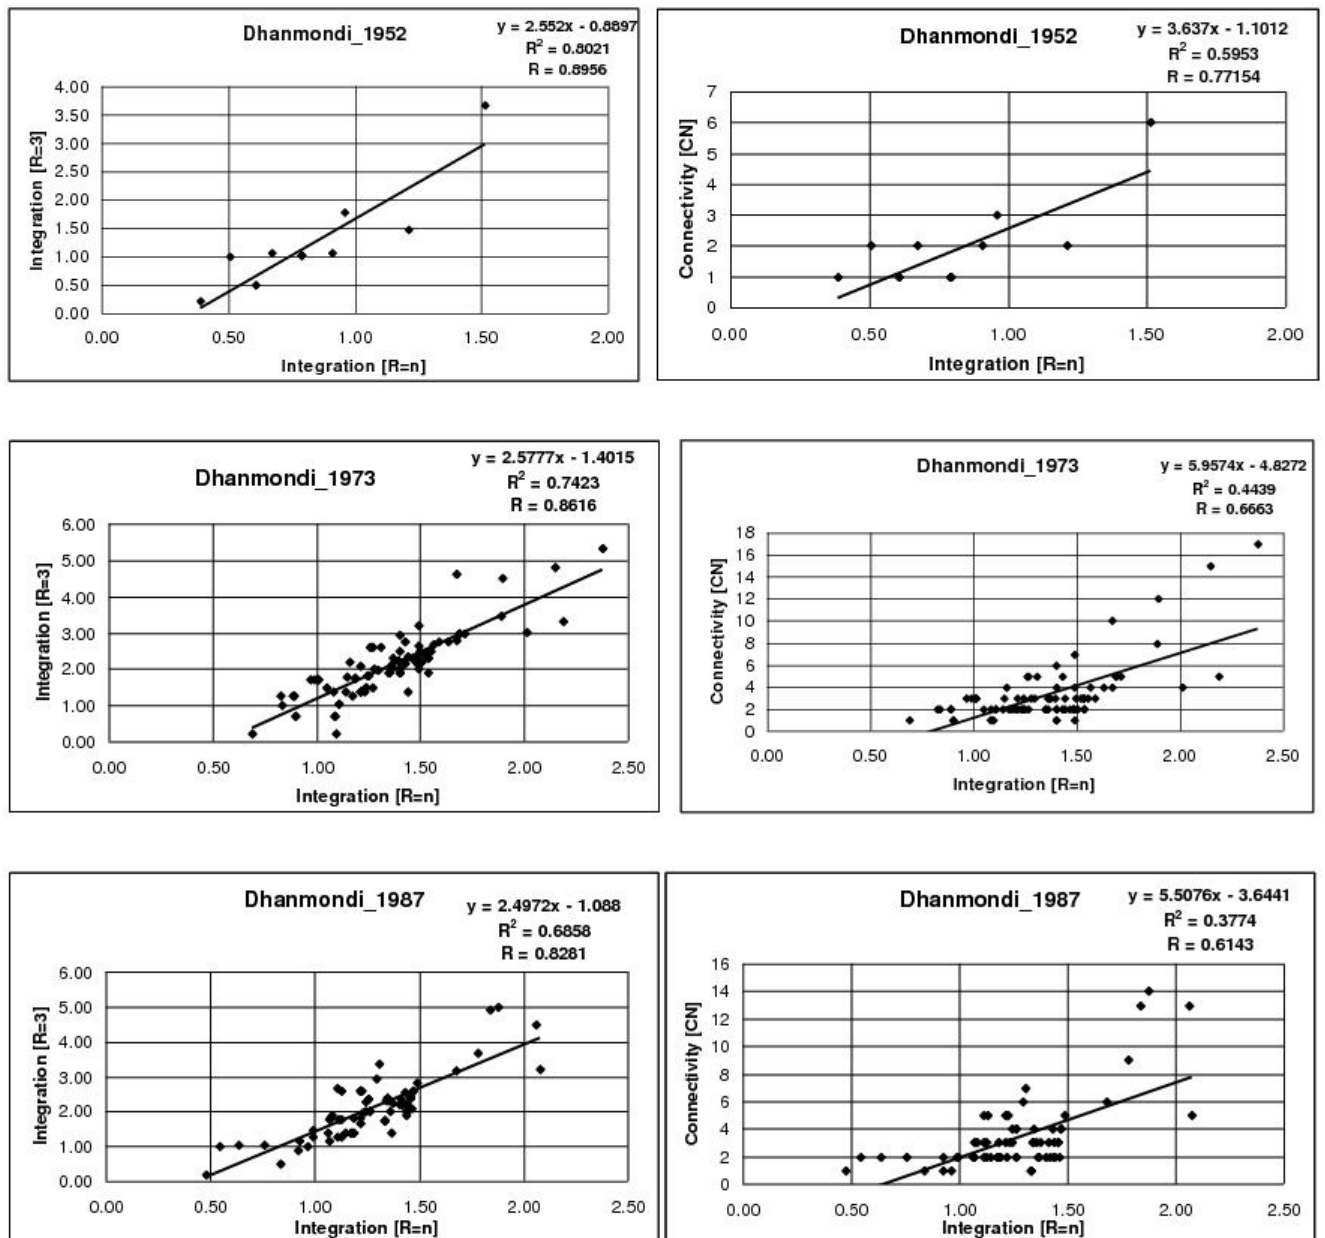 Dhanmondi_1952
y = 2.552x - 0.8897
R² = 0.8021
R = 0.8956
4.00
3.50
3.00
2.50
2.00
1.50
1.00
0.50
0.00
Integration [R=3]
0.00 0.50 1.00 1.50 2.00
Integration [R=n]
Dhanmondi_1952
y = 3.637x - 1.1012
R² = 0.5953
R = 0.77154
7
6
5
4
3
2
1
0
Connectivity [CN]
0.00 0.50 1.00 1.50 2.00
Integration [R=n]
Dhanmondi_1973
y = 2.5777x - 1.4015
R² = 0.7423
R = 0.8616
6.00
5.00
4.00
3.00
2.00
1.00
0.00
Integration [R=3]
0.00 0.50 1.00 1.50 2.00 2.50
Integration [R=n]
Dhanmondi_1973
y = 5.9574x - 4.8272
R² = 0.4439
R = 0.6663
18
16
14
12
10
8
6
4
2
0
Connectivity [CN]
0.00 0.50 1.00 1.50 2.00 2.50
Integration [R=n]
Dhanmondi_1987
y = 2.4972x - 1.088
R² = 0.6858
R = 0.8281
6.00
5.00
4.00
3.00
2.00
1.00
0.00
Integration [R=3]
0.00 0.50 1.00 1.50 2.00 2.50
Integration [R=n]
Dhanmondi_1987
y = 5.5076x - 3.6441
R² = 0.3774
R = 0.6143
16
14
12
10
8
6
4
2
0
Connectivity [CN]
0.00 0.50 1.00 1.50 2.00 2.50
Integration [R=n]